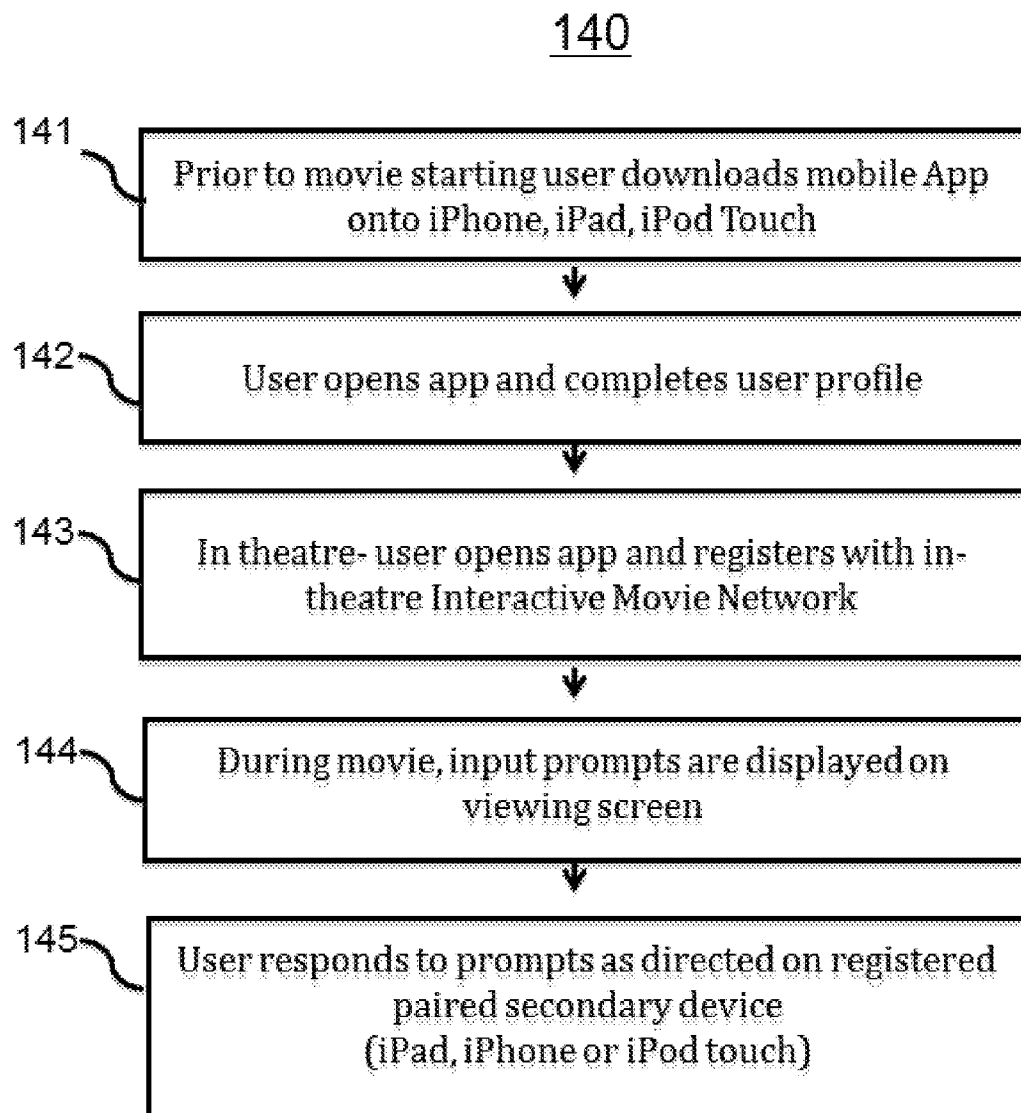 140
141
Prior to movie starting user downloads mobile App
onto iPhone, iPad, iPod Touch
142
User opens app and completes user profile
143
In theatre- user opens app and registers with in-
theatre Interactive Movie Network
144
During movie, input prompts are displayed on
viewing screen
145
User responds to prompts as directed on registered
paired secondary device
(iPad, iPhone or iPod touch)